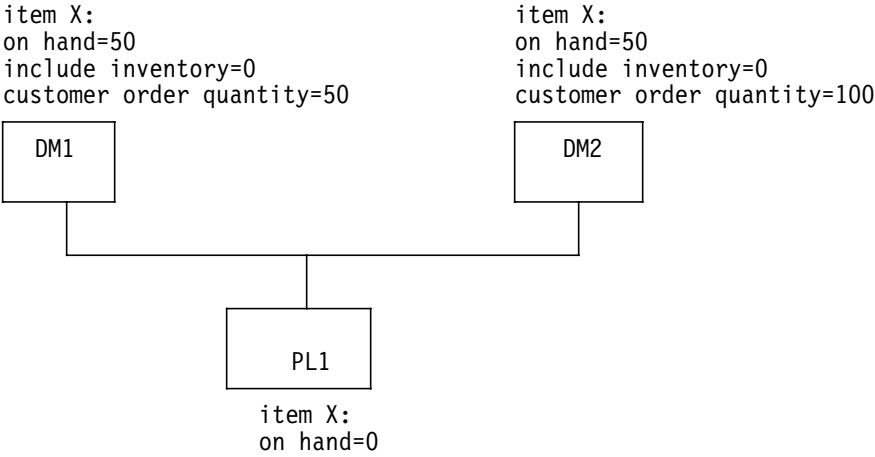 item X:
on hand=50
include inventory=0
customer order quantity=50
item X:
on hand=50
include inventory=0
customer order quantity=100
DM1
DM2
PL1
item X:
on hand=0